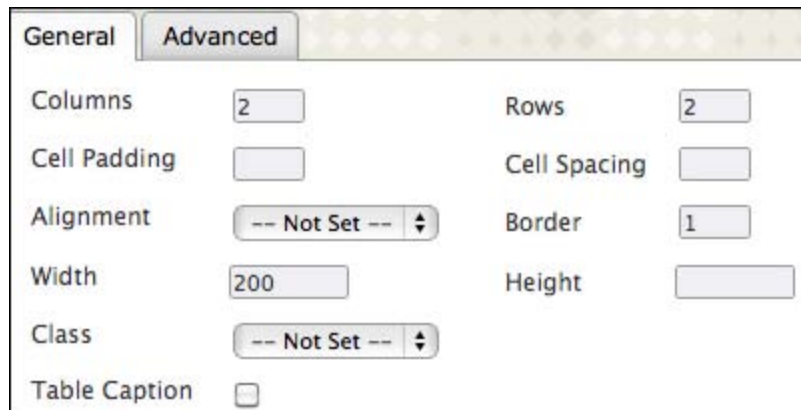 General Advanced
Columns 2 Rows 2
Cell Padding Cell Spacing
Alignment -- Not Set -- Border 1
Width 200 Height
Class -- Not Set --
Table Caption